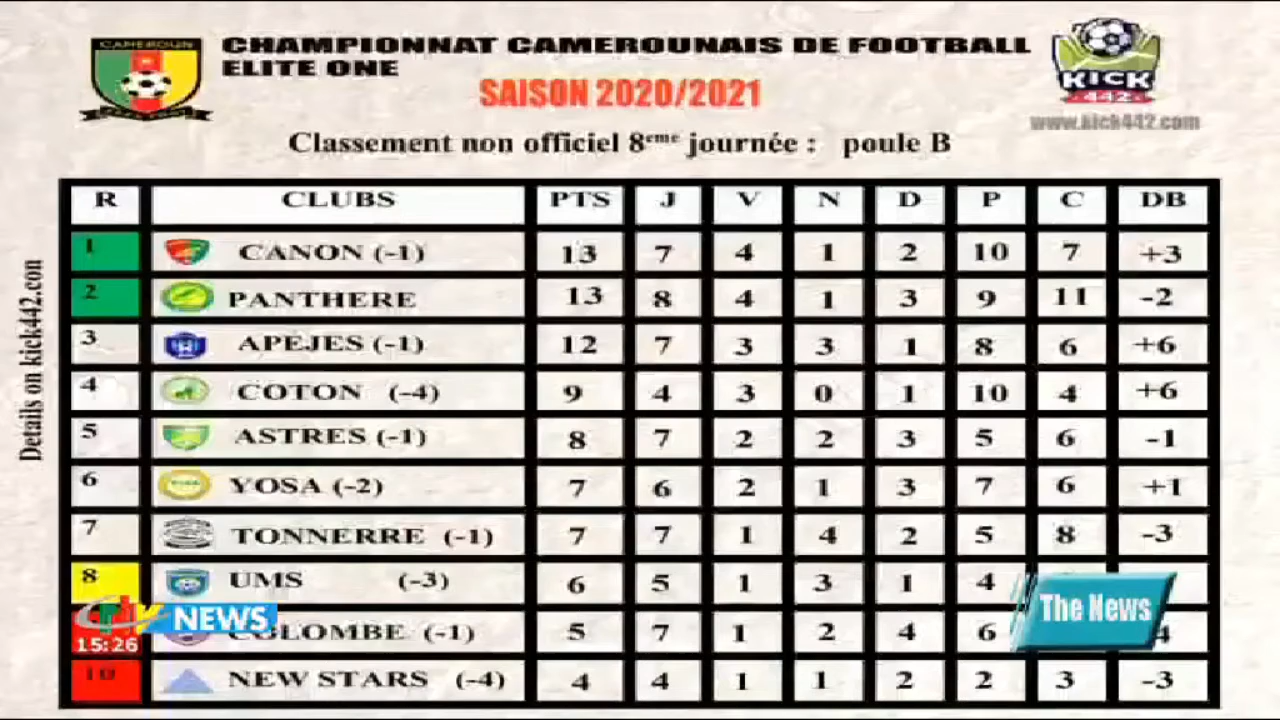 CAMEROUN
CHAMPIONNAT CAMEROUNAIS DE FOOTBALL
ELITE ONE
SAISON 2020/2021
KICK
442
www.kick442.com
Classement non officiel 8eme journée : poule B
Details on kick442.con
R CLUBS PTS J V N D P C DB
1 CANON (-1) 13 7 4 1 2 10 7 +3
2 PANTHERE 13 8 4 1 3 9 11 -2
3 APEJES (-1) 12 7 3 3 1 8 6 +6
4 COTON (-4) 9 4 3 0 1 10 4 +6
5 ASTRES (-1) 8 7 2 2 3 5 6 -1
6 YOSA (-2) 7 6 2 1 3 7 6 +1
7 TONNERRE (-1) 7 7 1 4 2 5 8 -3
8 UMS (-3) 6 5 1 3 1 4
COLOMBE (-1) 5 7 1 2 4 6 4
10 NEW STARS (-4) 4 4 1 1 2 2 3 -3
NEWS
15:26
The News